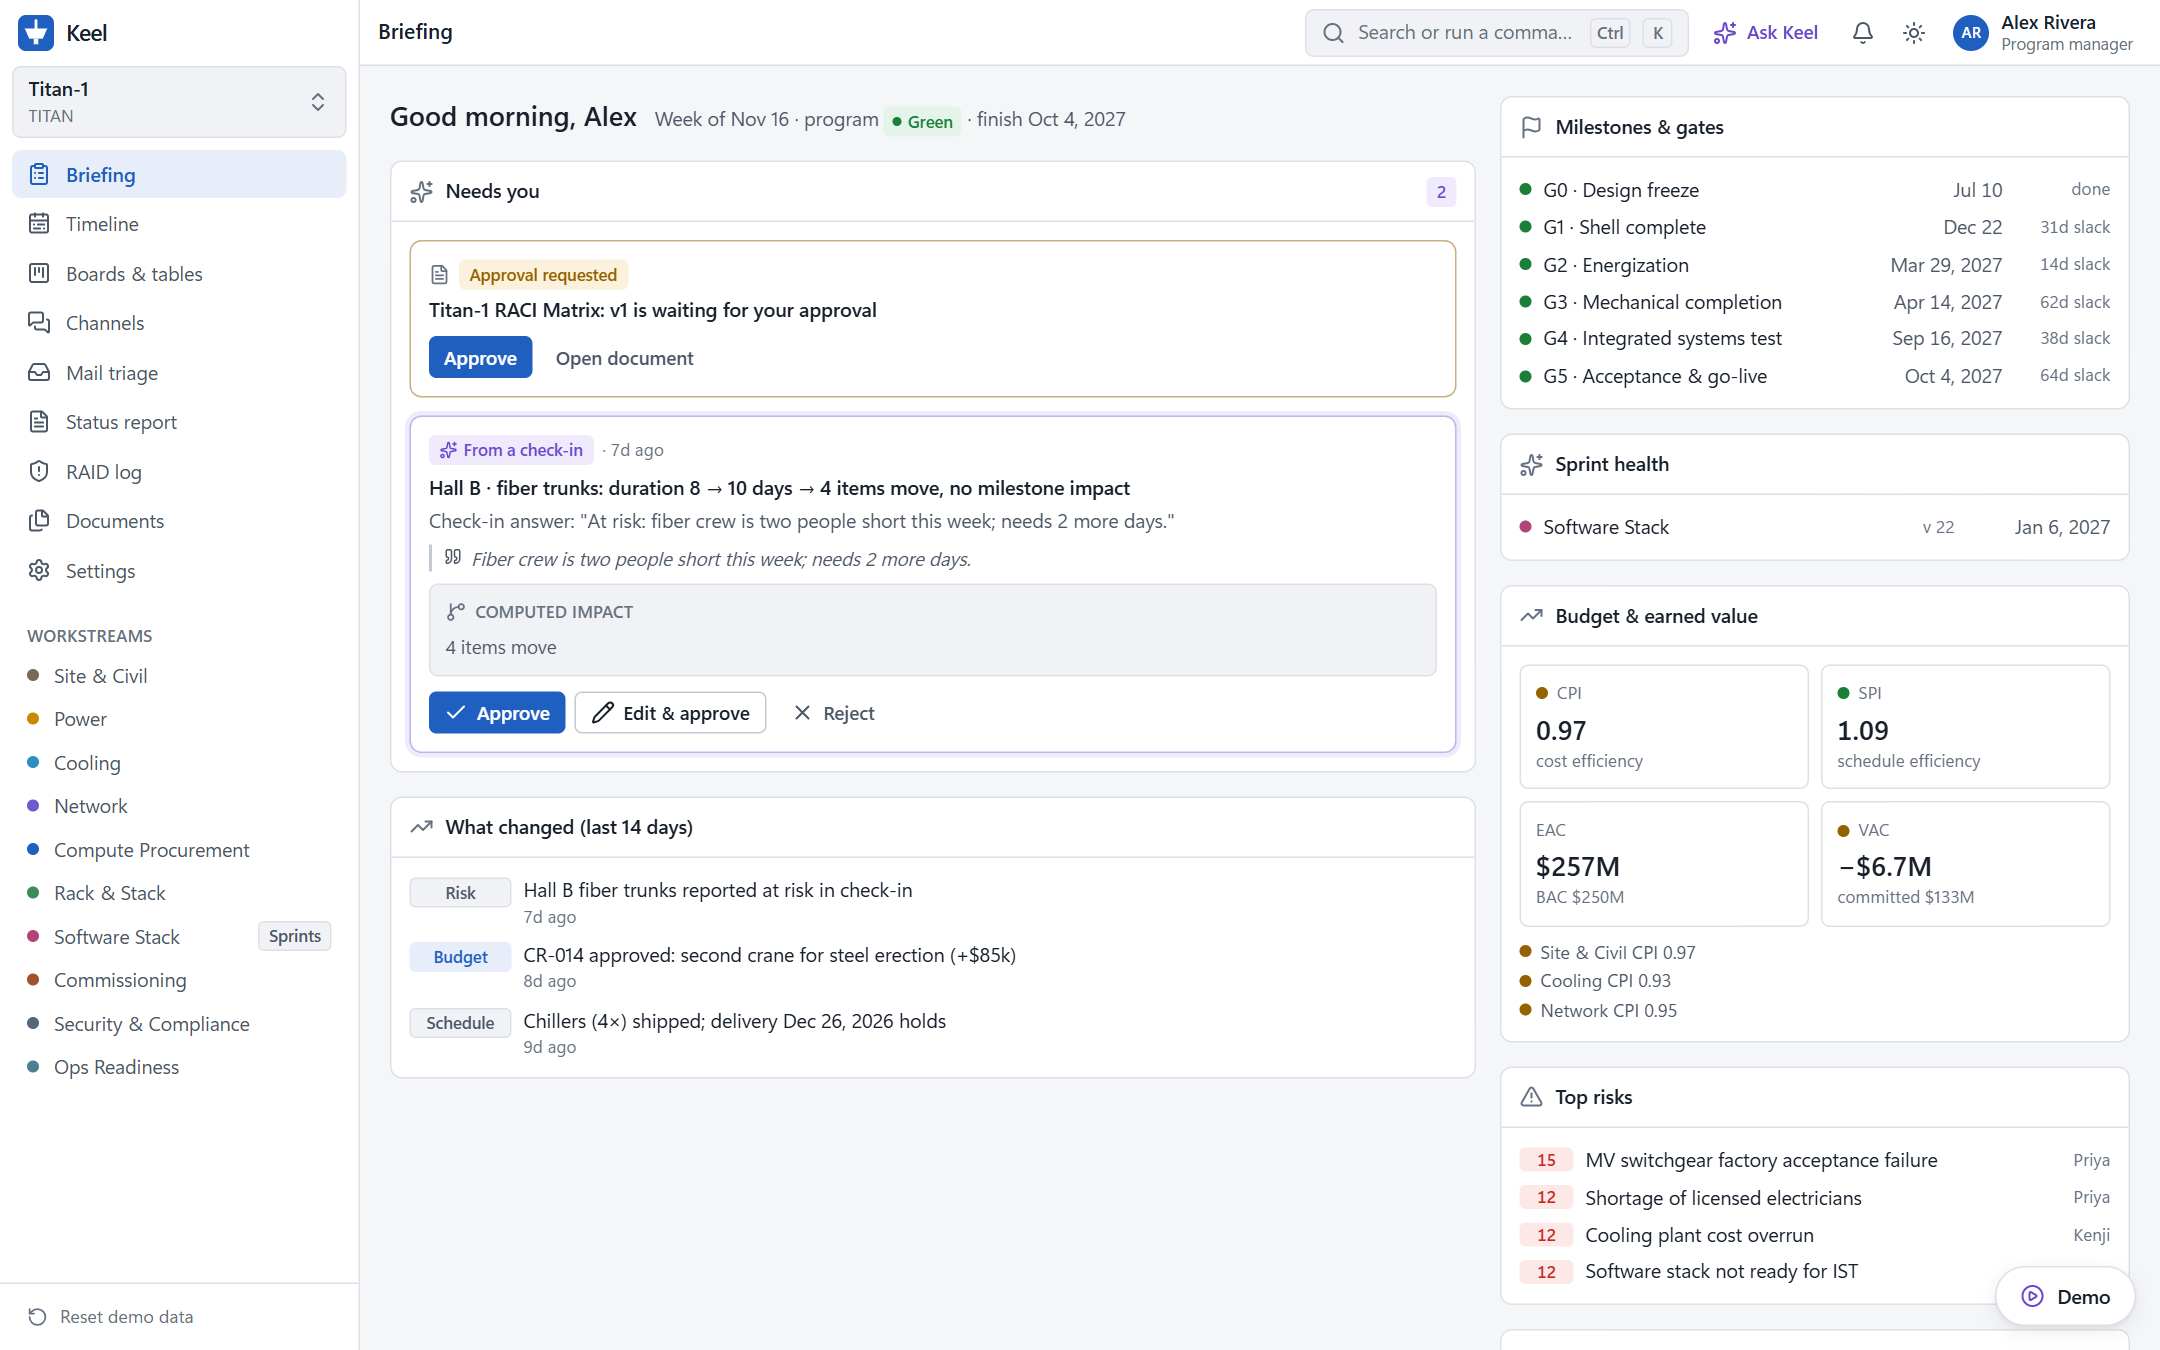 Keel
Titan-1
TITAN
Briefing
Timeline
Boards & tables
Channels
Mail triage
Status report
RAID log
Documents
Settings
WORKSTREAMS
Site & Civil
Power
Cooling
Network
Compute Procurement
Rack & Stack
Software Stack Sprints
Commissioning
Security & Compliance
Ops Readiness
Reset demo data
Briefing
Search or run a comma... Ctrl K
Ask Keel
AR
Alex Rivera
Program manager
Good morning, Alex Week of Nov 16 · program Green · finish Oct 4, 2027
Needs you 2
Approval requested
Titan-1 RACI Matrix: v1 is waiting for your approval
Approve Open document
From a check-in · 7d ago
Hall B · fiber trunks: duration 8 → 10 days → 4 items move, no milestone impact
Check-in answer: "At risk: fiber crew is two people short this week; needs 2 more days."
Fiber crew is two people short this week; needs 2 more days.
COMPUTED IMPACT
4 items move
Approve Edit & approve Reject
What changed (last 14 days)
Risk Hall B fiber trunks reported at risk in check-in
7d ago
Budget CR-014 approved: second crane for steel erection (+$85k)
8d ago
Schedule Chillers (4×) shipped; delivery Dec 26, 2026 holds
9d ago
Milestones & gates
G0 · Design freeze Jul 10 done
G1 · Shell complete Dec 22 31d slack
G2 · Energization Mar 29, 2027 14d slack
G3 · Mechanical completion Apr 14, 2027 62d slack
G4 · Integrated systems test Sep 16, 2027 38d slack
G5 · Acceptance & go-live Oct 4, 2027 64d slack
Sprint health
Software Stack v 22 Jan 6, 2027
Budget & earned value
CPI
0.97
cost efficiency
SPI
1.09
schedule efficiency
EAC
$257M
BAC $250M
VAC
−$6.7M
committed $133M
Site & Civil CPI 0.97
Cooling CPI 0.93
Network CPI 0.95
Top risks
15 MV switchgear factory acceptance failure Priya
12 Shortage of licensed electricians Priya
12 Cooling plant cost overrun Kenji
12 Software stack not ready for IST
Demo